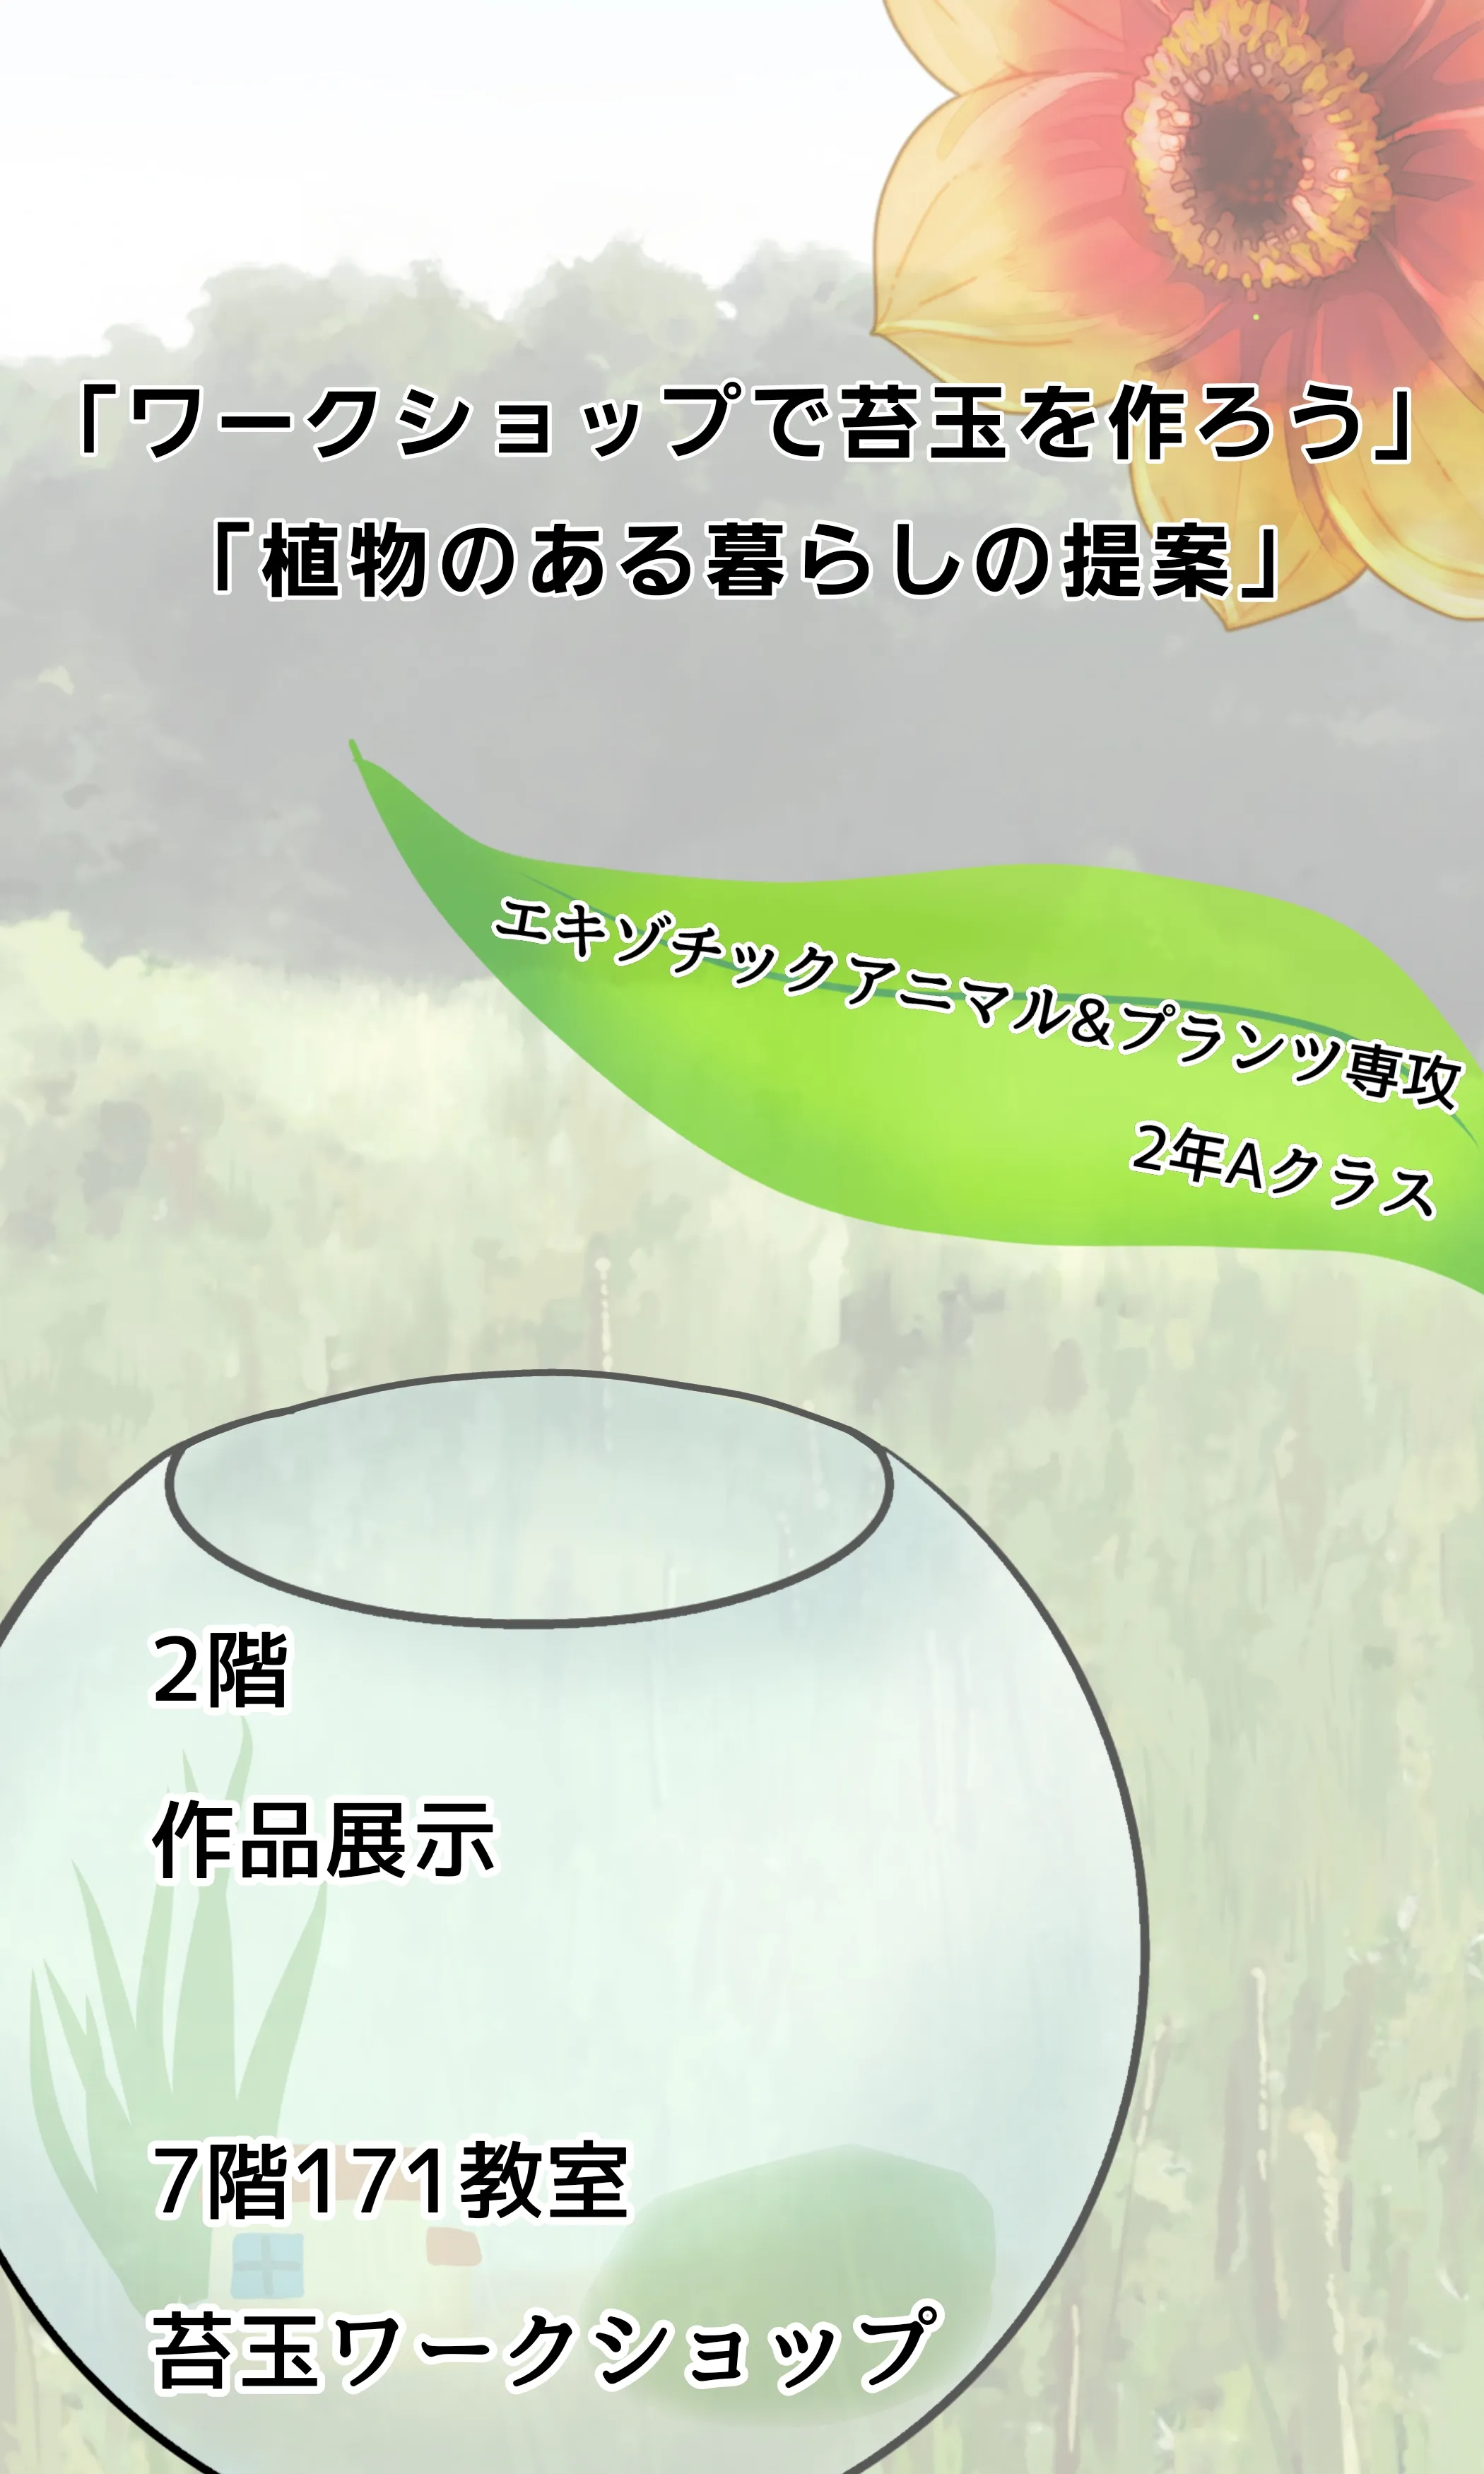 「ワークショップで苔玉を作ろう」
「植物のある暮らしの提案」
エキゾチックアニマル&プランツ専攻
2年Aクラス
2階
作品展示
7階171教室
苔玉ワークショップ